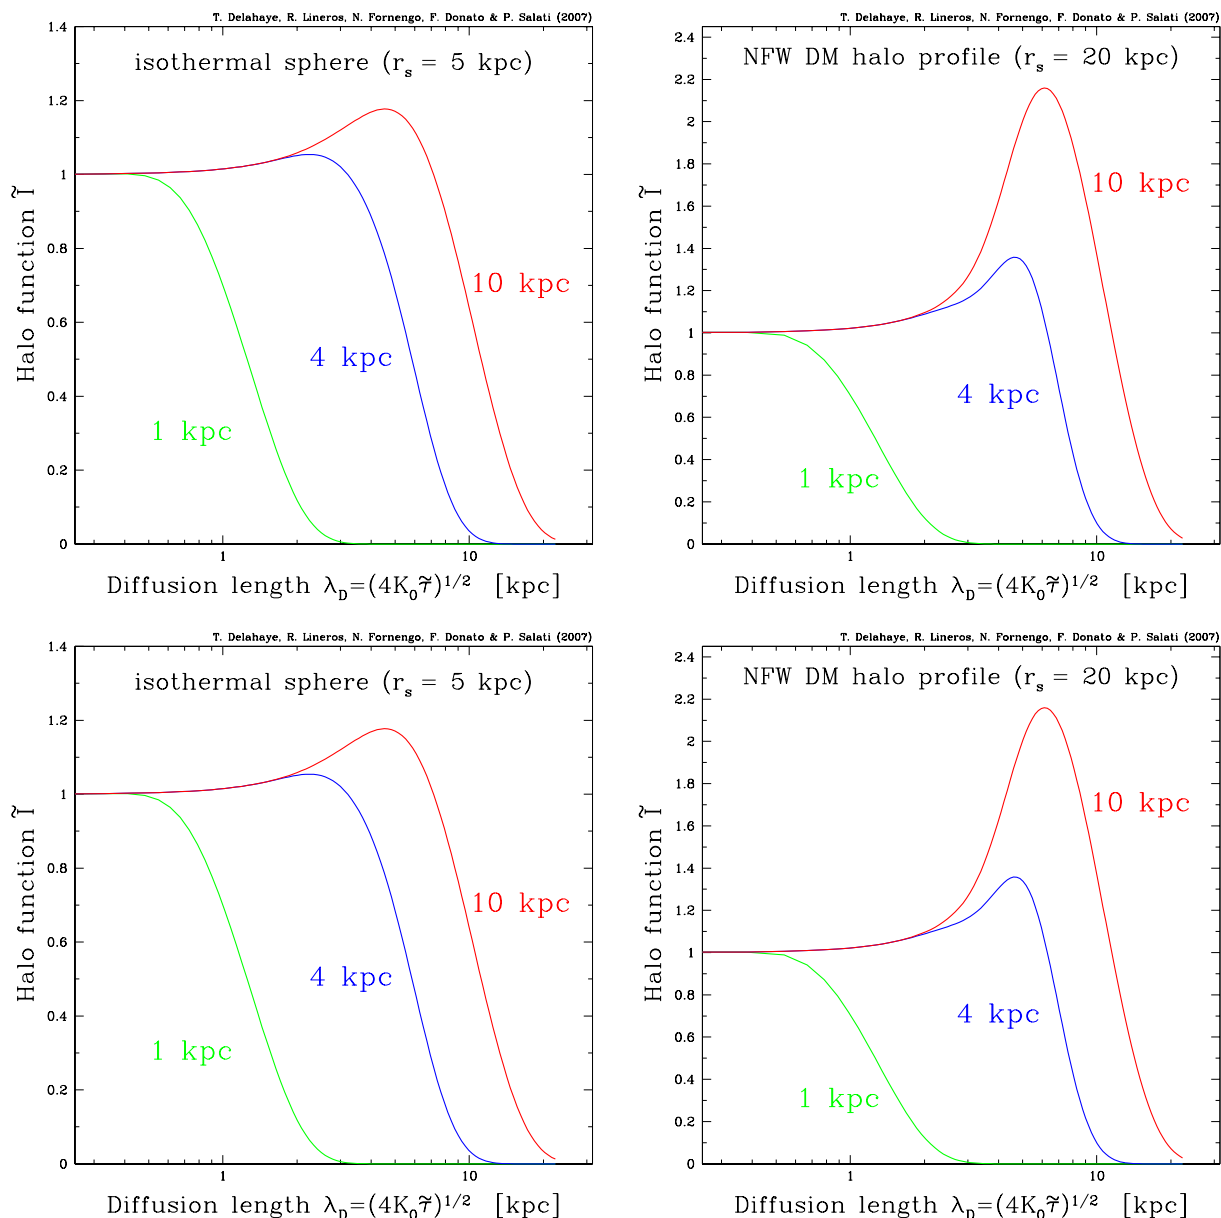 T. Delahaye, R. Lineros, N. Fornengo, F. Donato & P. Salati (2007)
isothermal sphere (r_s = 5 kpc)
1.4
1.2
1
0.8
0.6
0.4
0.2
0
Halo function Ĩ
10 kpc
4 kpc
1 kpc
1
10
Diffusion length λ_D=(4K_0τ̃)^1/2 [kpc]
T. Delahaye, R. Lineros, N. Fornengo, F. Donato & P. Salati (2007)
NFW DM halo profile (r_s = 20 kpc)
2.4
2.2
2
1.8
1.6
1.4
1.2
1
0.8
0.6
0.4
0.2
0
Halo function Ĩ
10 kpc
4 kpc
1 kpc
1
10
Diffusion length λ_D=(4K_0τ̃)^1/2 [kpc]
T. Delahaye, R. Lineros, N. Fornengo, F. Donato & P. Salati (2007)
isothermal sphere (r_s = 5 kpc)
1.4
1.2
1
0.8
0.6
0.4
0.2
0
Halo function Ĩ
10 kpc
4 kpc
1 kpc
1
10
Diffusion length λ_D=(4K_0τ̃)^1/2 [kpc]
T. Delahaye, R. Lineros, N. Fornengo, F. Donato & P. Salati (2007)
NFW DM halo profile (r_s = 20 kpc)
2.4
2.2
2
1.8
1.6
1.4
1.2
1
0.8
0.6
0.4
0.2
0
Halo function Ĩ
10 kpc
4 kpc
1 kpc
1
10
Diffusion length λ_D=(4K_0τ̃)^1/2 [kpc]